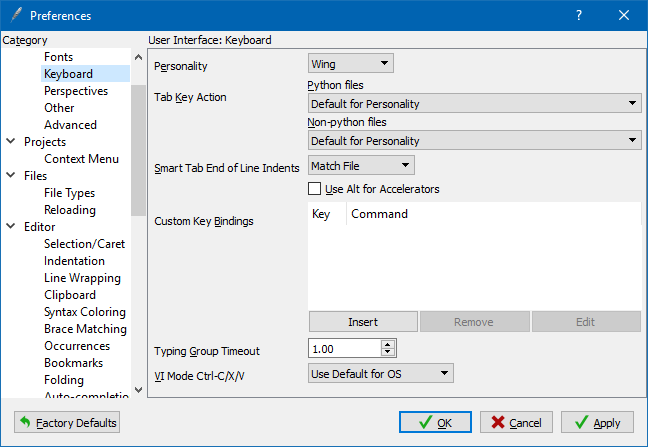 Preferences
?
Category
Fonts
Keyboard
Perspectives
Other
Advanced
Projects
Context Menu
Files
File Types
Reloading
Editor
Selection/Caret
Indentation
Line Wrapping
Clipboard
Syntax Coloring
Brace Matching
Occurrences
Bookmarks
Folding
Auto-completio
User Interface: Keyboard
Personality
Wing
Tab Key Action
Python files
Default for Personality
Non-python files
Default for Personality
Smart Tab End of Line Indents
Match File
Use Alt for Accelerators
Custom Key Bindings
Key
Command
Insert
Remove
Edit
Typing Group Timeout
1.00
VI Mode Ctrl-C/X/V
Use Default for OS
Factory Defaults
OK
Cancel
Apply